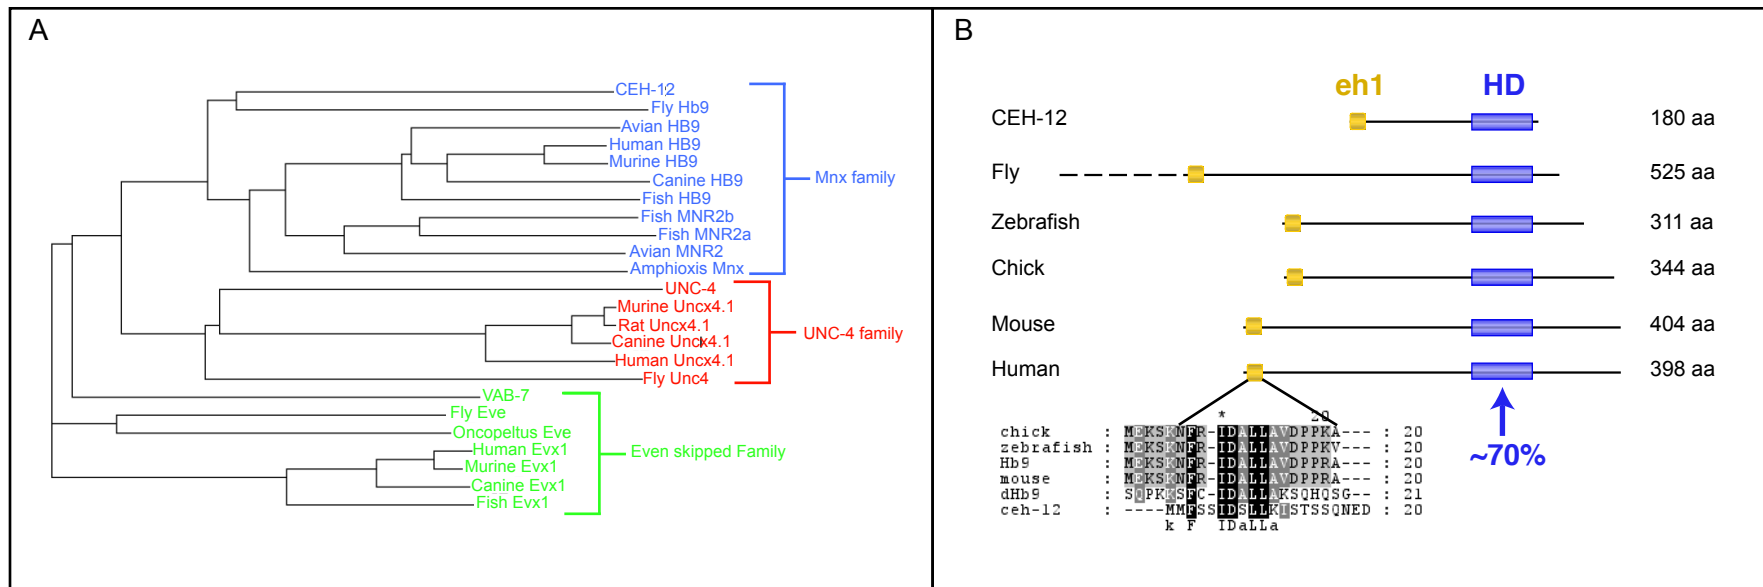 A
CEH-12
Fly Hb9
Avian HB9
Human HB9
Murine HB9
Canine HB9
Fish HB9
Fish MNR2b
Fish MNR2a
Avian MNR2
Amphioxis Mnx
Mnx family
UNC-4
Murine Uncx4.1
Rat Uncx4.1
Canine Uncx4.1
Human Uncx4.1
Fly Unc4
UNC-4 family
VAB-7
Fly Eve
Oncopeltus Eve
Human Evx1
Murine Evx1
Canine Evx1
Fish Evx1
Even skipped Family
B
eh1 HD
CEH-12 180 aa
Fly 525 aa
Zebrafish 311 aa
Chick 344 aa
Mouse 404 aa
Human 398 aa
~70%
* 20
chick : MEKSKNFR-IDALLAVDPPKA--- : 20
zebrafish : MEKSKNFR-IDALLAVDPPKV--- : 20
Hb9 : MEKSKNFR-IDALLAVDPPRA--- : 20
mouse : MEKSKNFR-IDALLAVDPPRA--- : 20
dHb9 : SQPKKSFC-IDALLAKSQHQSG-- : 21
ceh-12 : ----MMFSSIDSLLKISTSSQNED : 20
k F IDaLLa